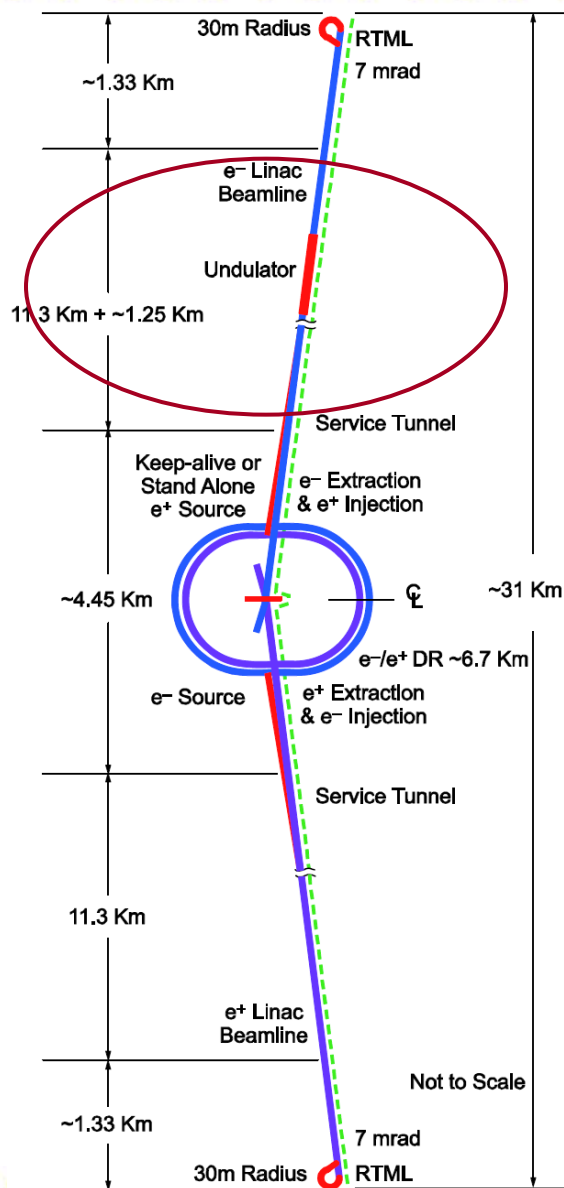 30m Radius
RTML
7 mrad
~1.33 Km
e– Linac
Beamline
Undulator
11.3 Km + ~1.25 Km
Service Tunnel
Keep-alive or
Stand Alone
e+ Source
e– Extraction
& e+ Injection
~4.45 Km
℄
~31 Km
e–/e+ DR ~6.7 Km
e– Source
e+ Extraction
& e– Injection
Service Tunnel
11.3 Km
e+ Linac
Beamline
Not to Scale
~1.33 Km
7 mrad
30m Radius
RTML